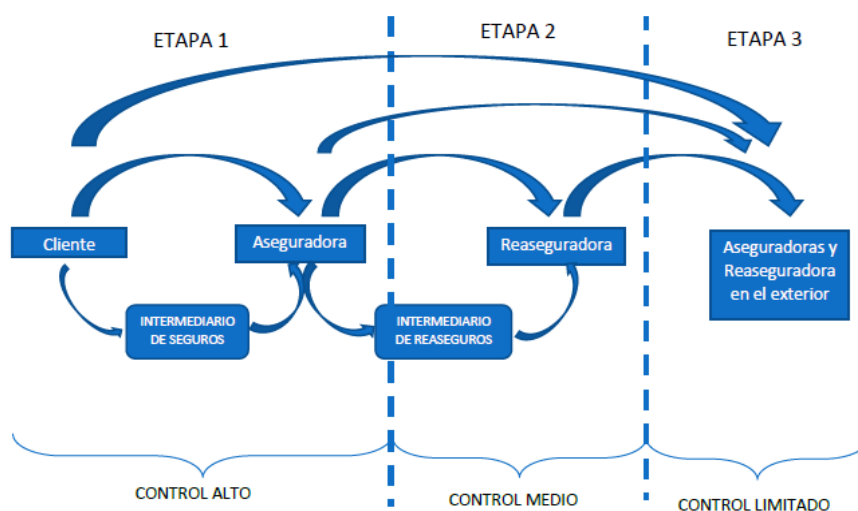 ETAPA 1
ETAPA 2
ETAPA 3
Cliente
Aseguradora
Reaseguradora
Aseguradoras y
Reaseguradora
en el exterior
INTERMEDIARIO
DE SEGUROS
INTERMEDIARIO
DE REASEGUROS
CONTROL ALTO
CONTROL MEDIO
CONTROL LIMITADO